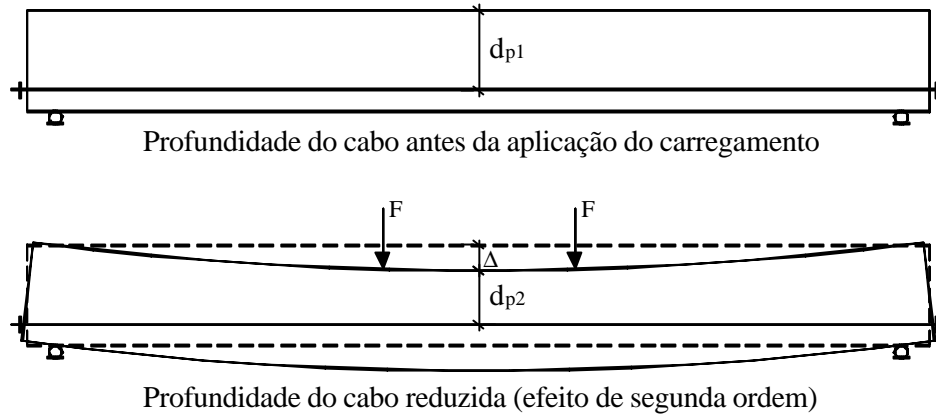 dp1
Profundidade do cabo antes da aplicação do carregamento
F F
Δ
dp2
Profundidade do cabo reduzida (efeito de segunda ordem)